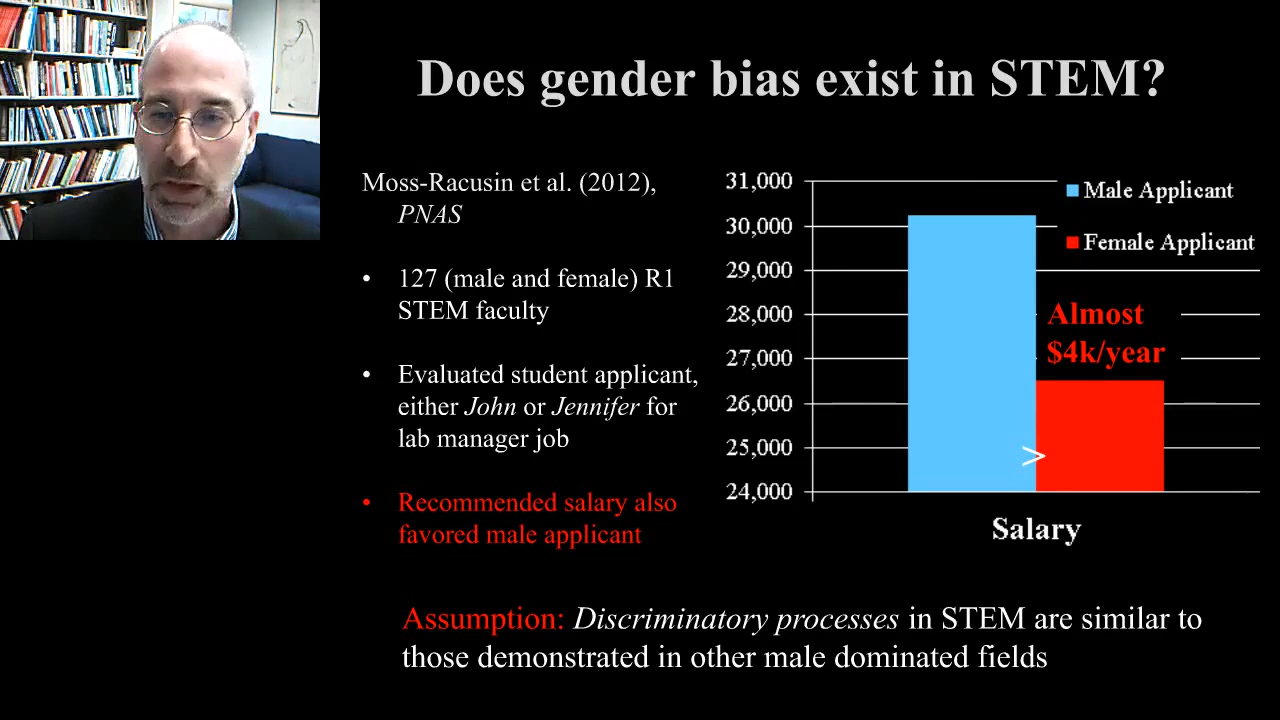 Does gender bias exist in STEM?
Moss-Racusin et al. (2012),
PNAS
• 127 (male and female) R1
STEM faculty
• Evaluated student applicant,
either John or Jennifer for
lab manager job
• Recommended salary also
favored male applicant
31,000
30,000
29,000
28,000
27,000
26,000
25,000
24,000
Male Applicant
Female Applicant
Almost
$4k/year
>
Salary
Assumption: Discriminatory processes in STEM are similar to
those demonstrated in other male dominated fields